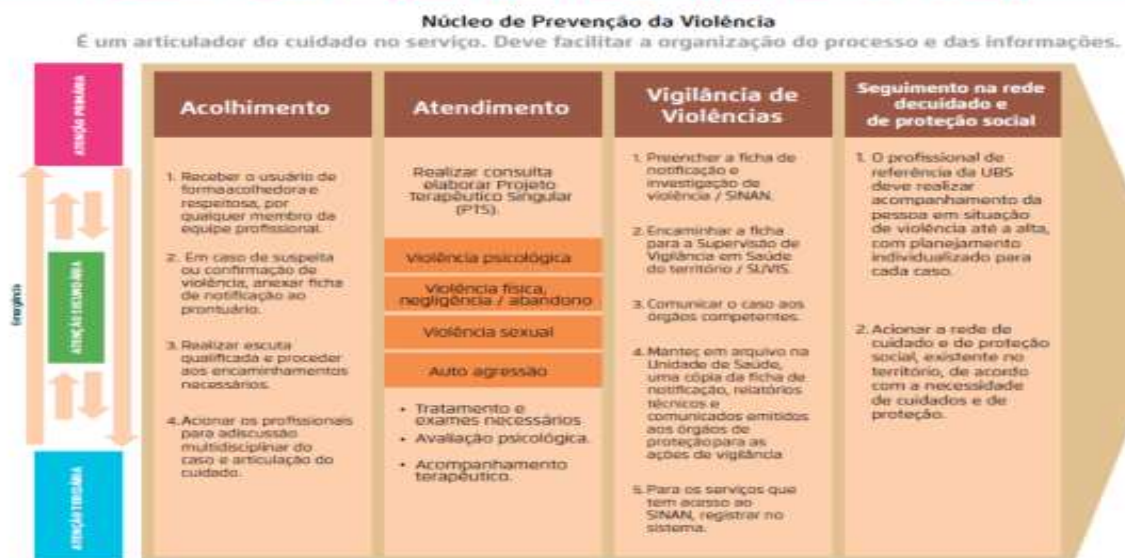 Núcleo de Prevenção da Violência
É um articulador do cuidado no serviço. Deve facilitar a organização do processo e das informações.
ATENÇÃO PRIMÁRIA
ATENÇÃO SECUNDÁRIA
ATENÇÃO TERCIÁRIA
Emergência
Acolhimento
1. Receber o usuário de
forma acolhedora e
respeitosa, por
qualquer membro da
equipe profissional.
2. Em caso de suspeita
ou confirmação de
violência, anexar ficha
de notificação ao
prontuário.
3. Realizar escuta
qualificada e proceder
aos encaminhamentos
necessários.
4. Acionar os profissionais
para adiscussão
multidisciplinar do
caso e articulação do
cuidado.
Atendimento
Realizar consulta
elaborar Projeto
Terapêutico Singular
(PTS).
Violência psicológica
Violência física,
negligência / abandono
Violência sexual
Auto agressão
• Tratamento e
exames necessários
• Avaliação psicológica.
• Acompanhamento
terapêutico.
Vigilância de
Violências
1. Preencher a ficha de
notificação e
investigação de
violência / SINAN.
2. Encaminhar a ficha
para a Supervisão de
Vigilância em Saúde
do território / SUVIS.
3. Comunicar o caso aos
órgãos competentes.
4. Manteç em arquivo na
Unidade de Saúde,
uma cópia da ficha de
notificação, relatórios
técnicos e
comunicados emitidos
aos órgãos de
proteção para as
ações de vigilância
5. Para os serviços que
tem acesso ao
SINAN, registrar no
sistema.
Seguimento na rede
decuidado e
de proteção social
1. O profissional de
referência da UBS
deve realizar
acompanhamento da
pessoa em situação
de violência até a alta,
com planejamento
individualizado para
cada caso.
2. Acionar a rede de
cuidado e de proteção
social, existente no
território, de acordo
com a necessidade
de cuidados e de
proteção.